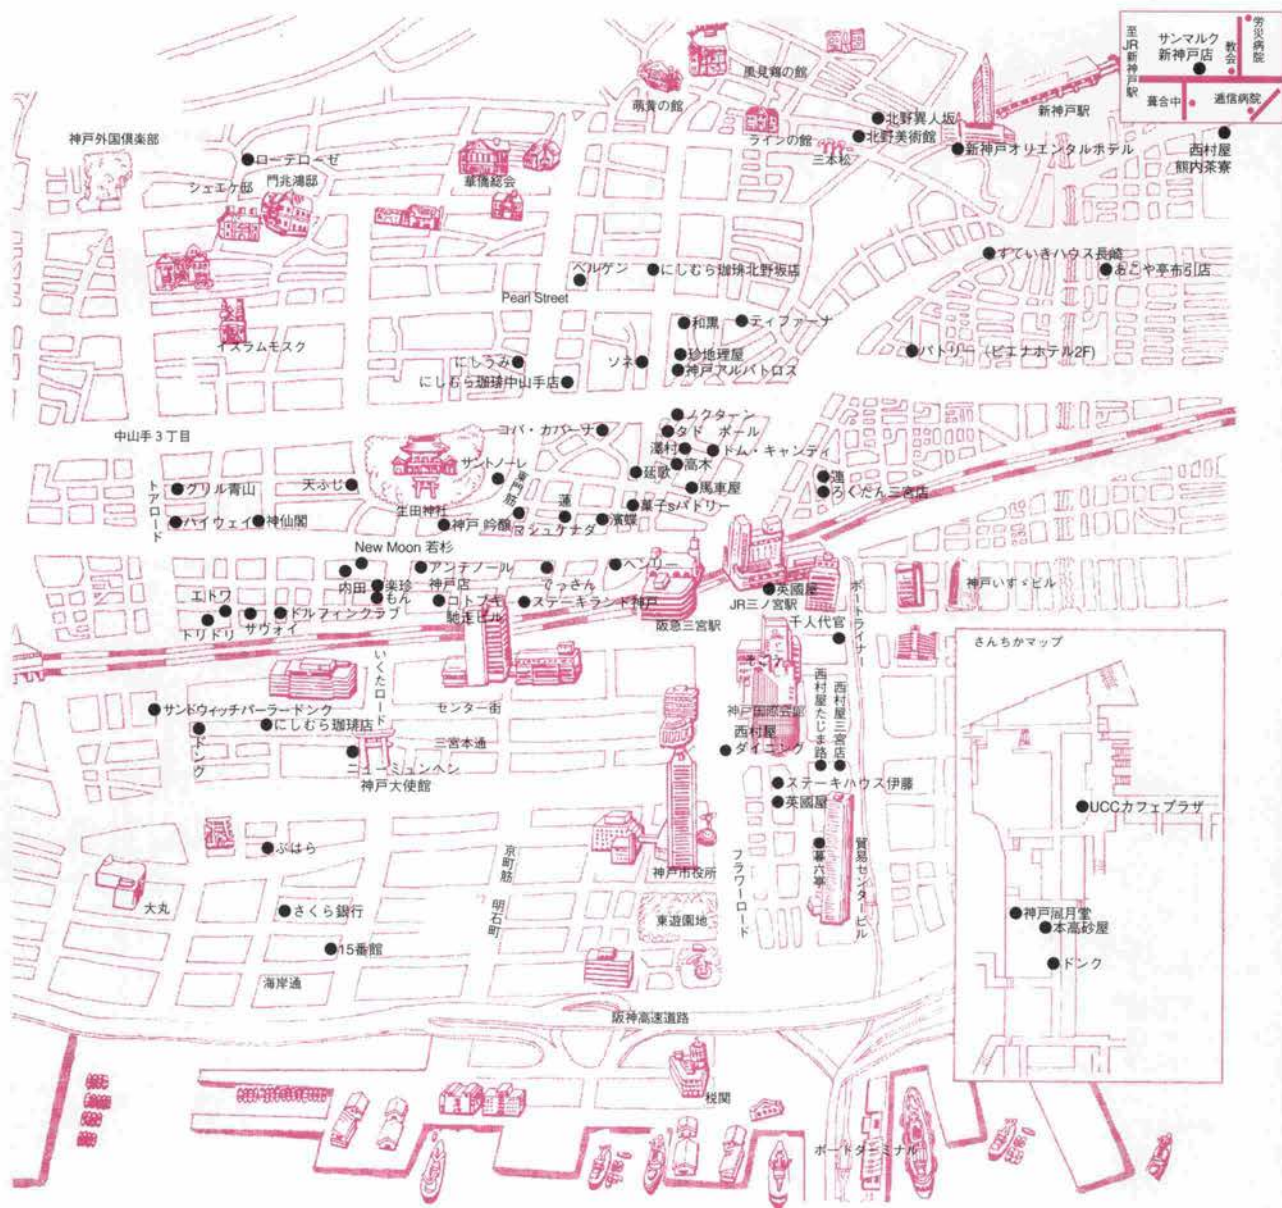 至JR新神戸駅
サンマルク
新神戸店
教会
労災病院
葺合中
逓信病院
風見鶏の館
萌黄の館
新神戸駅
北野異人坂
神戸外国倶楽部
ラインの館
北野美術館
ローテローゼ
三本松
新神戸オリエンタルホテル
西村屋
熊内茶寮
シュエケ邸
門兆鴻邸
華僑総会
すていきハウス長崎
ベルゲン
にしむら珈琲北野坂店
あこや亭布引店
Pearl Street
和黒
ティファーナ
イスラムモスク
にしうみ
ソネ
珍地理屋
パトリー(ビエナホテル2F)
にしむら珈琲中山手店
神戸アルバトロス
ノクターン
中山手3丁目
コパ・カバーナ
タド ポール
澤村
ドム・キャンティ
サントノーレ
延歌
高木
トアロード
グリル青山
天ふじ
東門筋
馬車屋
蓮
ろくだん三宮店
生田神社
蓮
菓子sパトリー
ハイウェイ
神仙閣
神戸 吟醸
マシュケナダ
濱蝶
New Moon 若杉
アンテノール
神戸店
でっさん
ヘンリー
内田
楽珍
もん
英國屋
神戸いすゞビル
エトワ
ロトブキ
馳走ビル
ステーキランド神戸
JR三ノ宮駅
ポートライナー
トリドリ
サヴォイ
ドルフィンクラブ
阪急三宮駅
千人代官
さんちかマップ
いくたロード
そごう
サンドウィッチパーラードンク
センター街
神戸国際会館
西村屋たじま路
西村屋三宮店
ドンク
にしむら珈琲店
三宮本通
西村屋
ダイニング
ニューミュンヘン
神戸大使館
ステーキハウス伊藤
英國屋
UCCカフェプラザ
ぶはら
京町筋
神戸市役所
フラワーロード
暮六亭
貿易センタービル
大丸
さくら銀行
明石町
東遊園地
神戸凮月堂
本高砂屋
15番館
ドンク
海岸通
阪神高速道路
税関
ポートターミナル